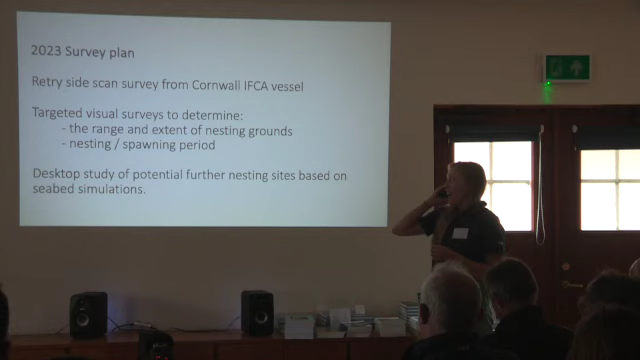 2023 Survey plan
Retry side scan survey from Cornwall IFCA vessel
Targeted visual surveys to determine:
- the range and extent of nesting grounds
- nesting / spawning period
Desktop study of potential further nesting sites based on
seabed simulations.